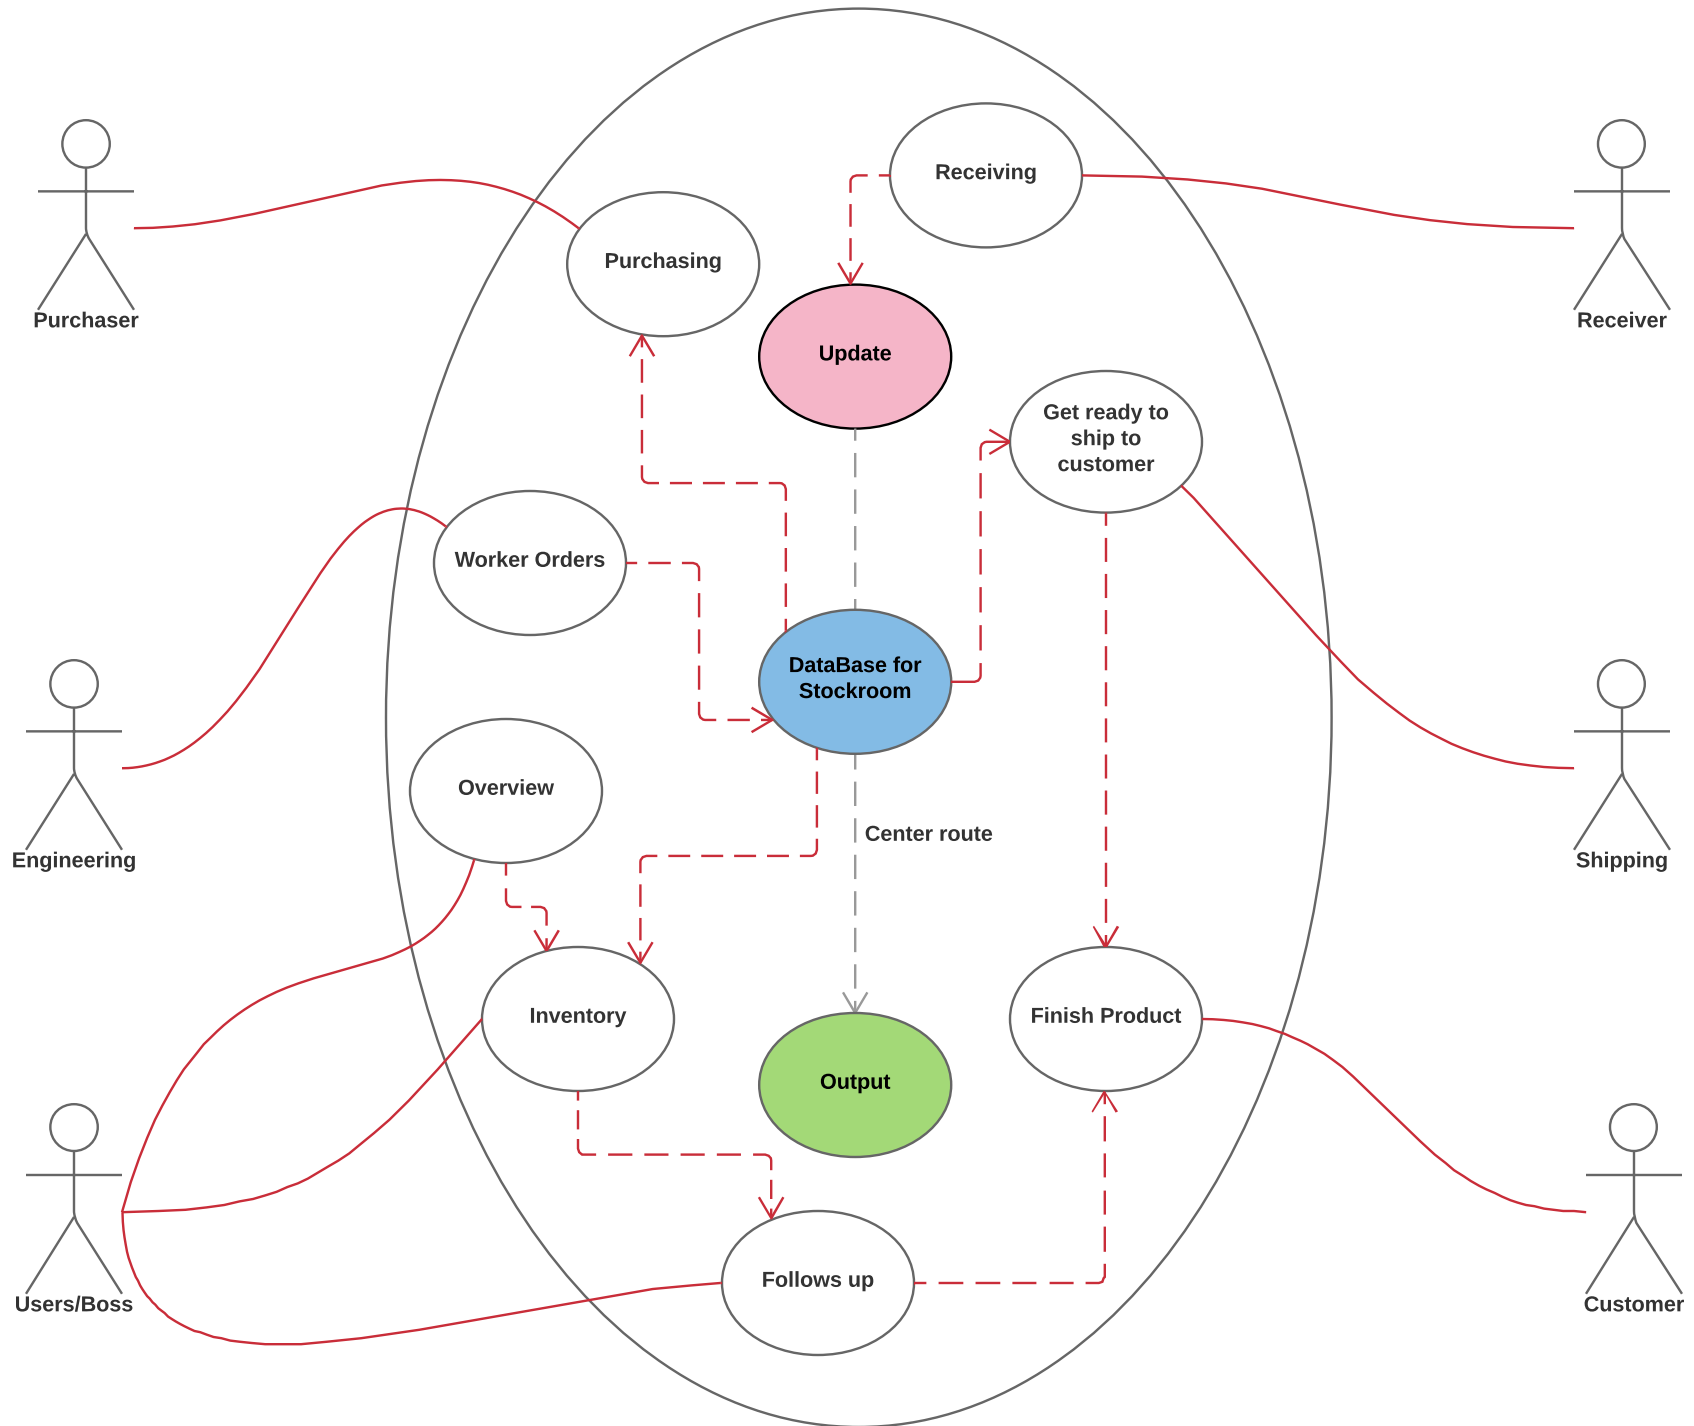 Receiving
Purchasing
Purchaser
Receiver
Update
Get ready to
ship to
customer
Worker Orders
DataBase for
Stockroom
Overview
Center route
Engineering
Shipping
Inventory
Finish Product
Output
Follows up
Users/Boss
Customer